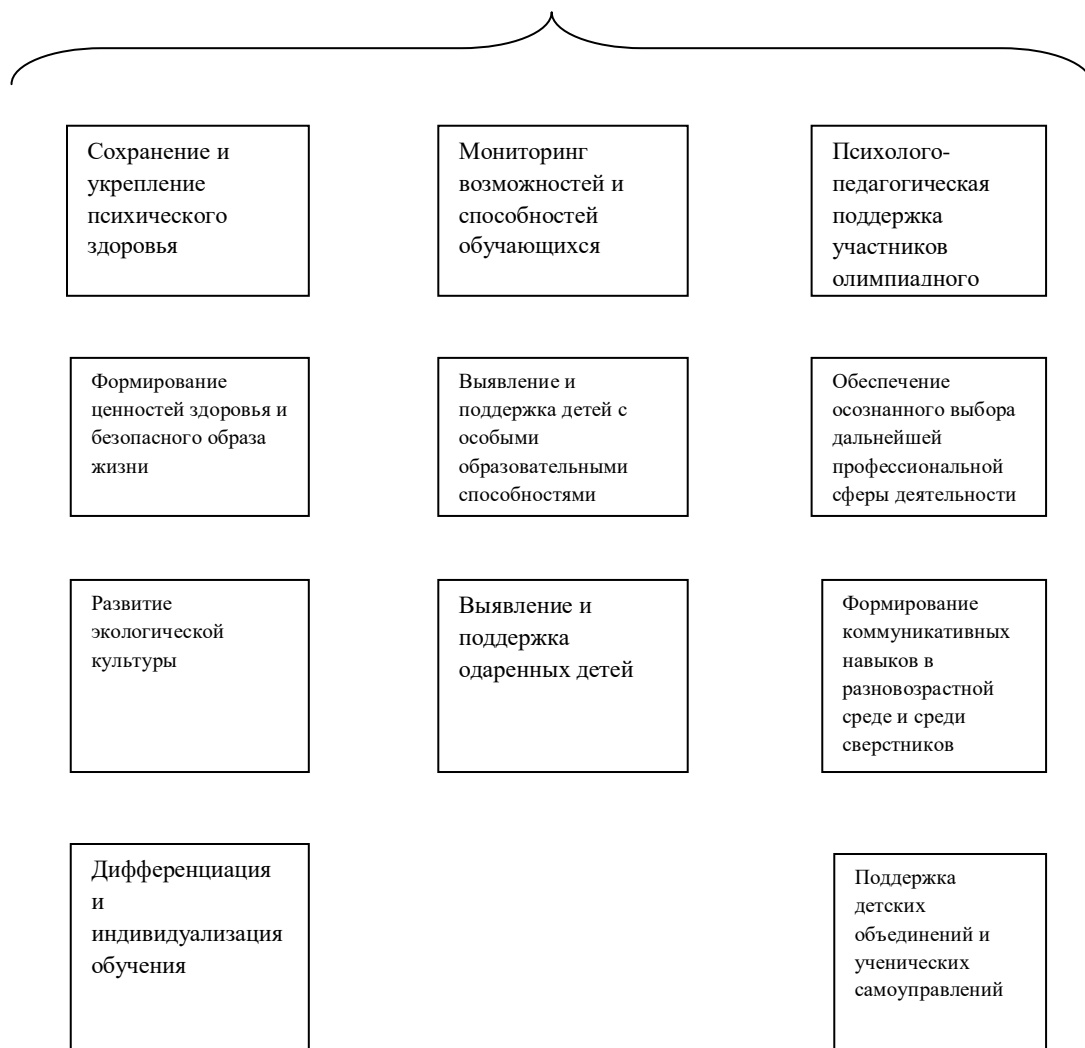 Сохранение и
укрепление
психического
здоровья
Мониторинг
возможностей и
способностей
обучающихся
Психолого-
педагогическая
поддержка
участников
олимпиадного
Формирование
ценностей здоровья и
безопасного образа
жизни
Выявление и
поддержка детей с
особыми
образовательными
способностями
Обеспечение
осознанного выбора
дальнейшей
профессиональной
сферы деятельности
Развитие
экологической
культуры
Выявление и
поддержка
одаренных детей
Формирование
коммуникативных
навыков в
разновозрастной
среде и среди
сверстников
Дифференциация
и
индивидуализация
обучения
Поддержка
детских
объединений и
ученических
самоуправлений